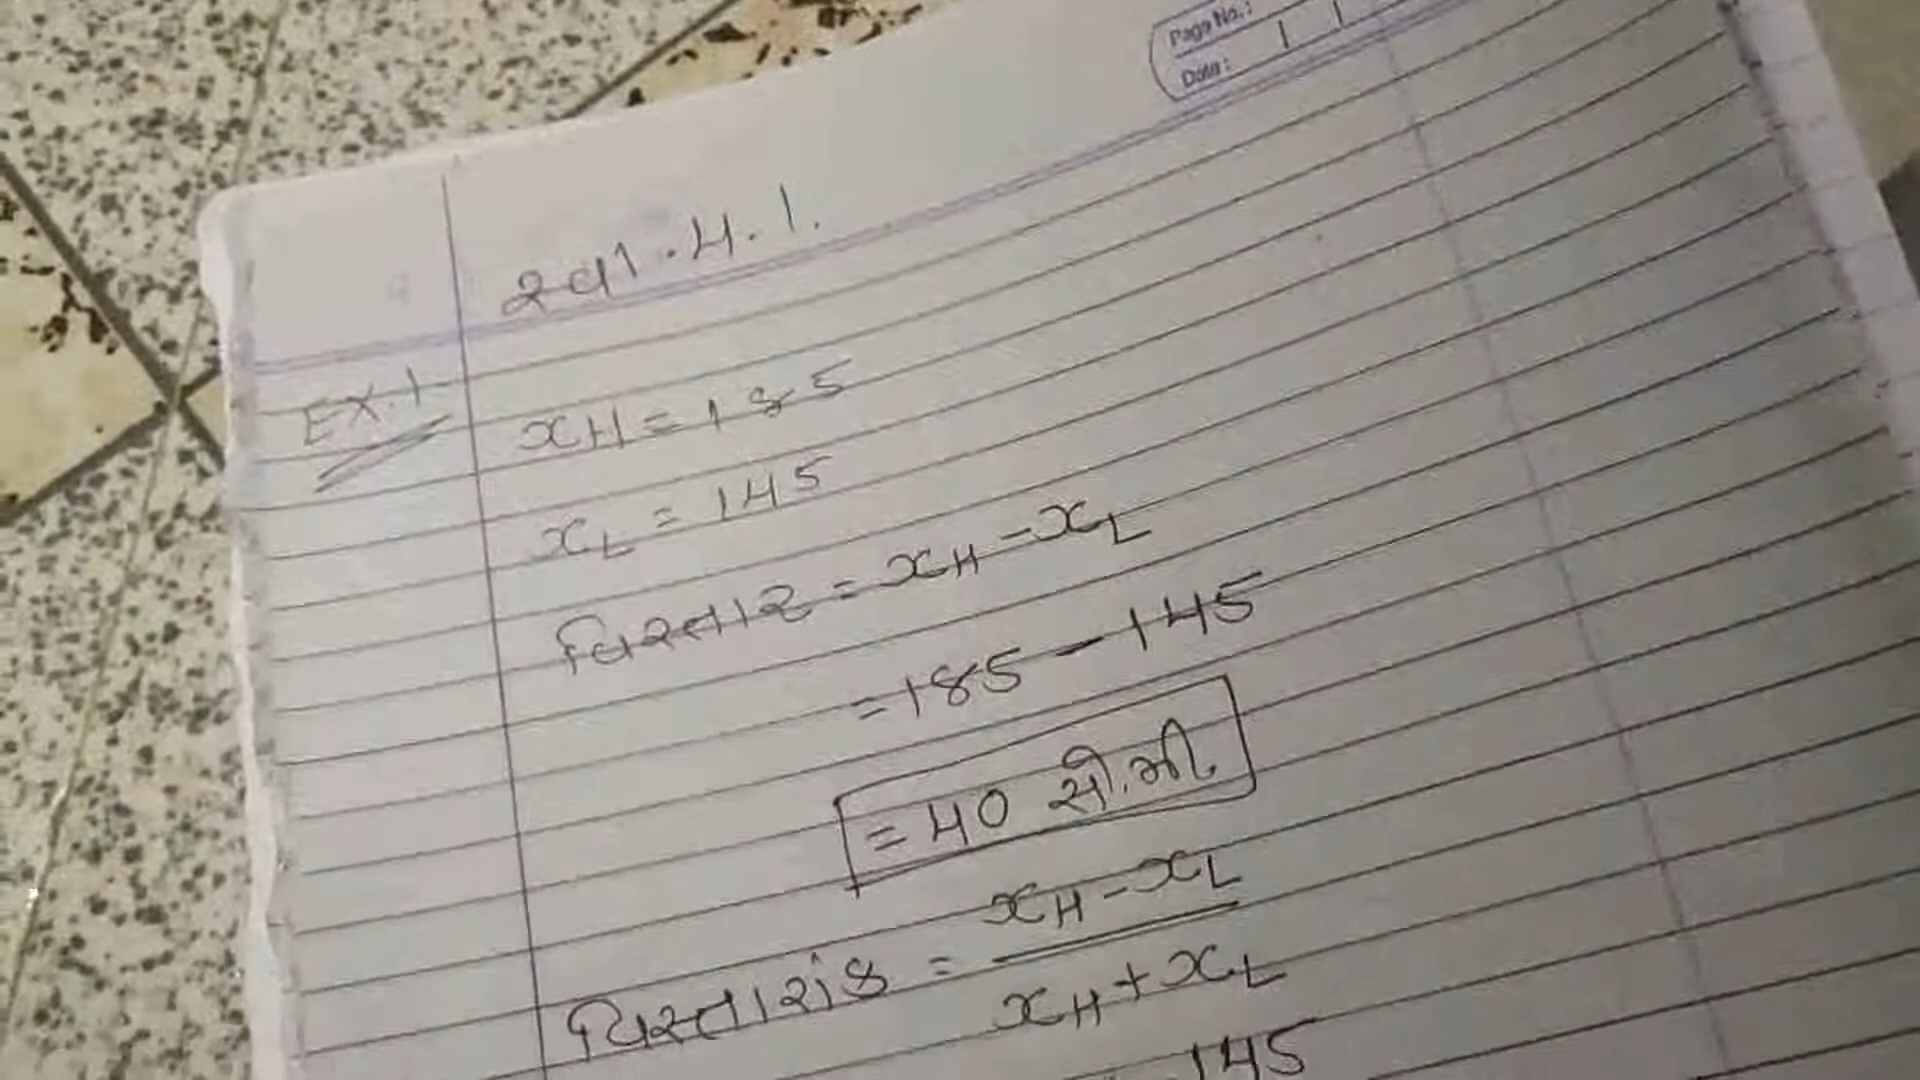 Page No.:
Date:
સ્વા.4.1.
Ex.1
xH = 185
xL = 145
વિસ્તાર = xH - xL
= 185 - 145
= 40 સે.મી
વિસ્તારાંક = xH - xL
xH + xL
145